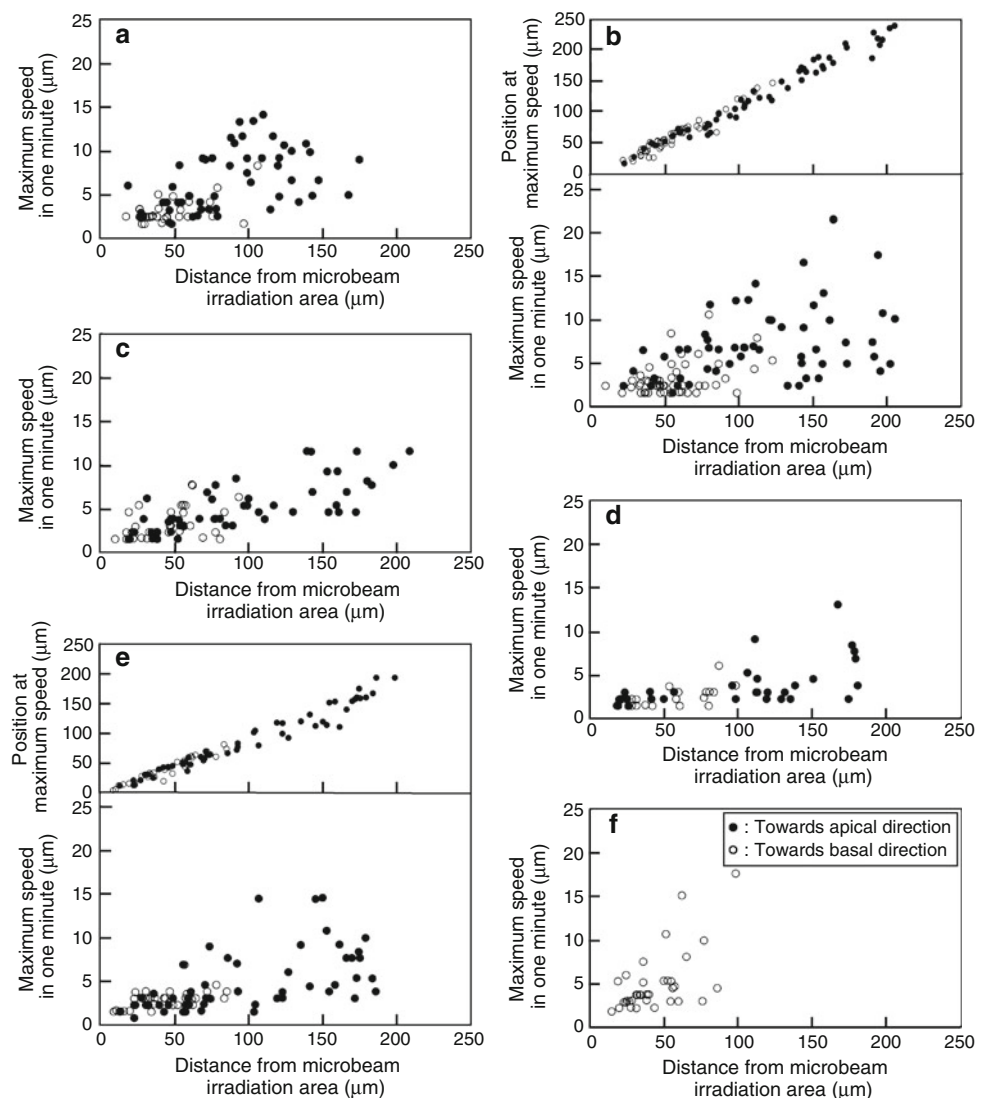 a
25
20
15
10
5
0
Maximum speed
in one minute (μm)
0 50 100 150 200 250
Distance from microbeam
irradiation area (μm)
b
250
200
150
100
50
0
Position at
maximum speed (μm)
25
20
15
10
5
0
Maximum speed
in one minute (μm)
0 50 100 150 200 250
Distance from microbeam
irradiation area (μm)
c
25
20
15
10
5
0
Maximum speed
in one minute (μm)
0 50 100 150 200 250
Distance from microbeam
irradiation area (μm)
d
25
20
15
10
5
0
Maximum speed
in one minute (μm)
0 50 100 150 200 250
Distance from microbeam
irradiation area (μm)
e
250
200
150
100
50
0
Position at
maximum speed (μm)
25
20
15
10
5
0
Maximum speed
in one minute (μm)
0 50 100 150 200 250
Distance from microbeam
irradiation area (μm)
f
: Towards apical direction
: Towards basal direction
25
20
15
10
5
0
Maximum speed
in one minute (μm)
0 50 100 150 200 250
Distance from microbeam
irradiation area (μm)